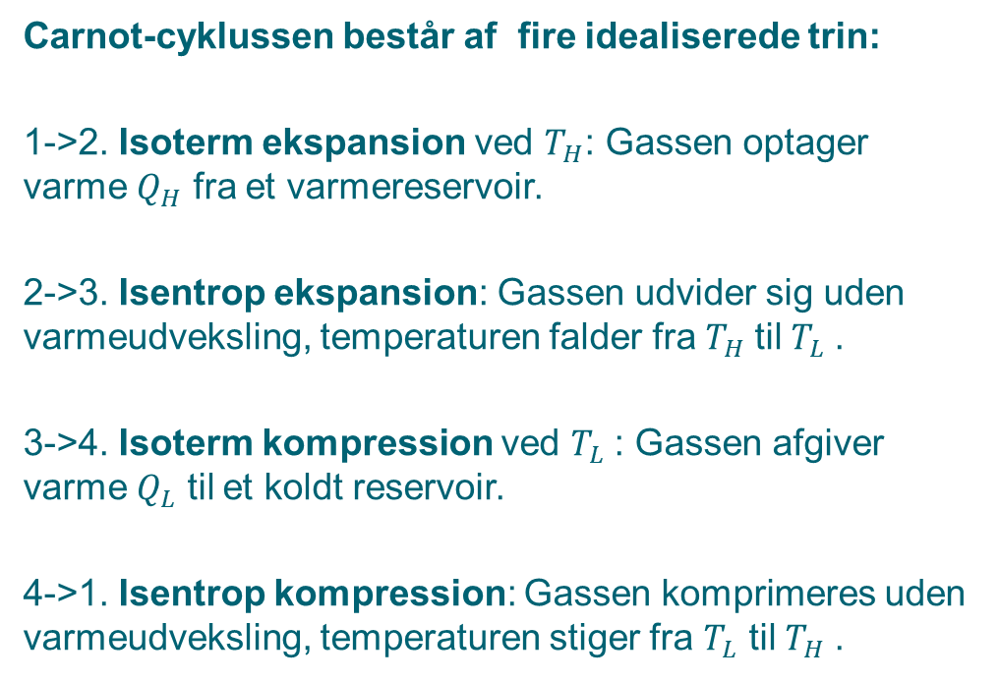 Carnot-cyklussen består af  fire idealiserede trin:
1->2. Isoterm ekspansion ved T_H: Gassen optager
varme Q_H fra et varmereservoir.
2->3. Isentrop ekspansion: Gassen udvider sig uden
varmeudveksling, temperaturen falder fra T_H til T_L .
3->4. Isoterm kompression ved T_L : Gassen afgiver
varme Q_L til et koldt reservoir.
4->1. Isentrop kompression: Gassen komprimeres uden
varmeudveksling, temperaturen stiger fra T_L til T_H .